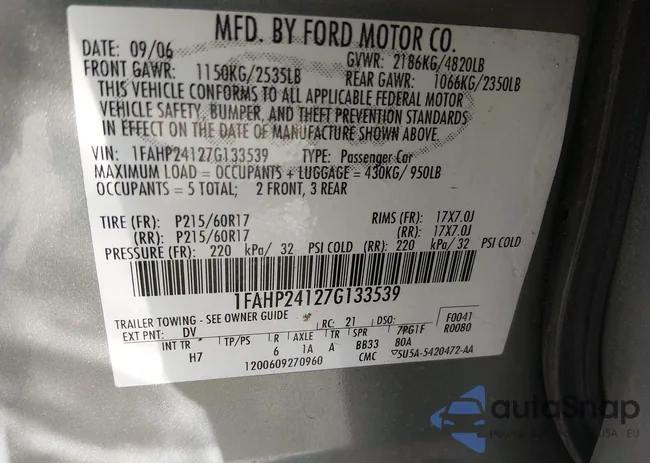 MFD. BY FORD MOTOR CO.
DATE: 09/06 GVWR: 2186KG/4820LB
FRONT GAWR: 1150KG/2535LB REAR GAWR: 1066KG/2350LB
THIS VEHICLE CONFORMS TO ALL APPLICABLE FEDERAL MOTOR
VEHICLE SAFETY, BUMPER, AND THEFT PREVENTION STANDARDS
IN EFFECT ON THE DATE OF MANUFACTURE SHOWN ABOVE.
VIN: 1FAHP24127G133539 TYPE: Passenger Car
MAXIMUM LOAD = OCCUPANTS + LUGGAGE = 430KG/ 950LB
OCCUPANTS = 5 TOTAL; 2 FRONT, 3 REAR
TIRE (FR): P215/60R17 RIMS (FR): 17X7.0J
(RR): P215/60R17 (RR): 17X7.0J
PRESSURE (FR): 220 kPa/ 32 PSI COLD (RR): 220 kPa/ 32 PSI COLD
1FAHP24127G133539
TRAILER TOWING - SEE OWNER GUIDE RC: 21 DSO: F0041
EXT PNT: DV R0080
INT TR TP/PS R AXLE TR SPR 7PG1F
H7 6 1A A BB33 80A
1200609270960 CMC 5U5A-5420472-AA
autoSnap
USA EU